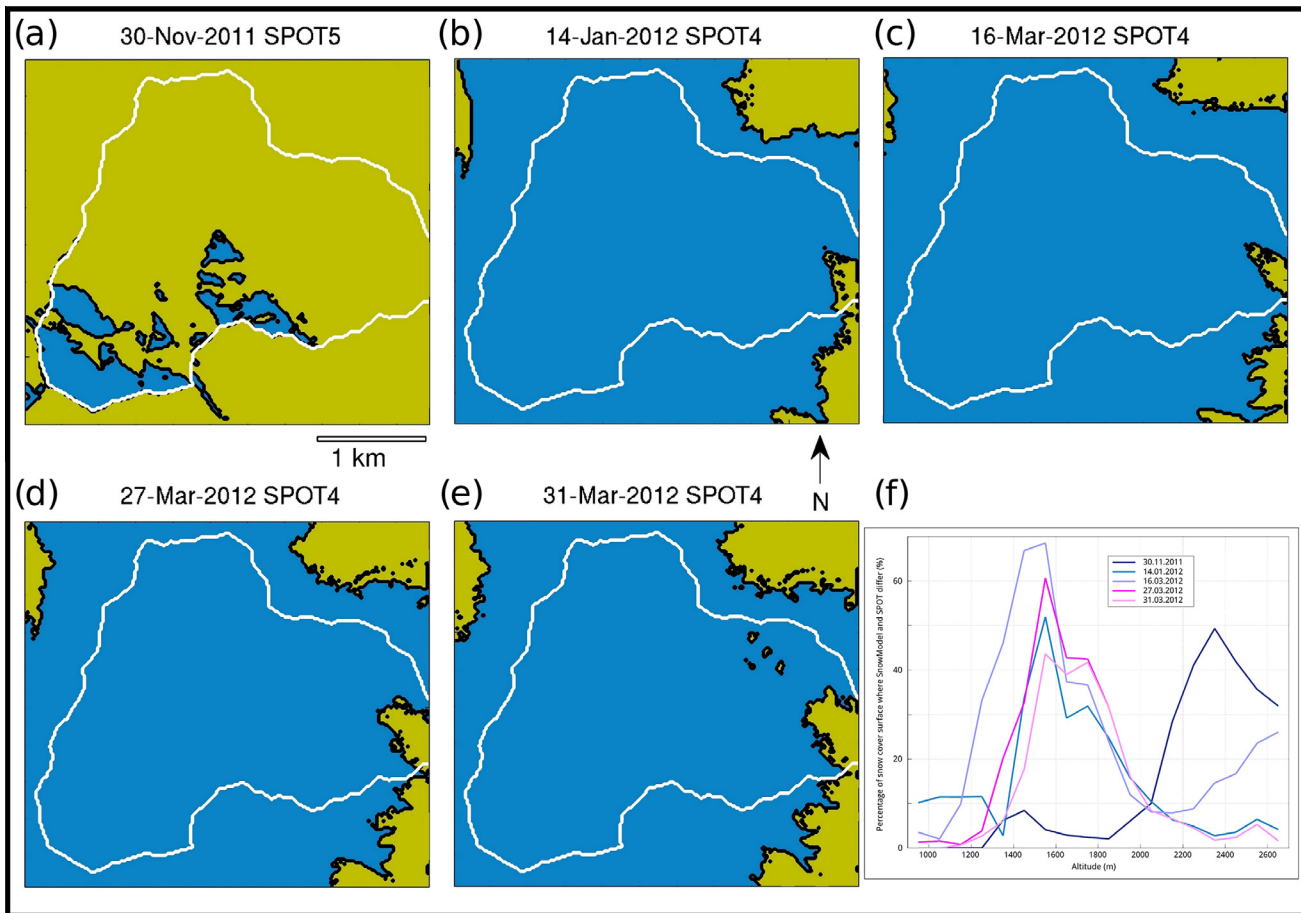 (a)
30-Nov-2011 SPOT5
(b)
14-Jan-2012 SPOT4
(c)
16-Mar-2012 SPOT4
1 km
N
(d)
27-Mar-2012 SPOT4
(e)
31-Mar-2012 SPOT4
(f)
Percentage of snow cover surface where SnowModel and SPOT differ (%)
60
40
20
0
30.11.2011
14.01.2012
16.03.2012
27.03.2012
31.03.2012
1000 1200 1400 1600 1800 2000 2200 2400 2600
Altitude (m)